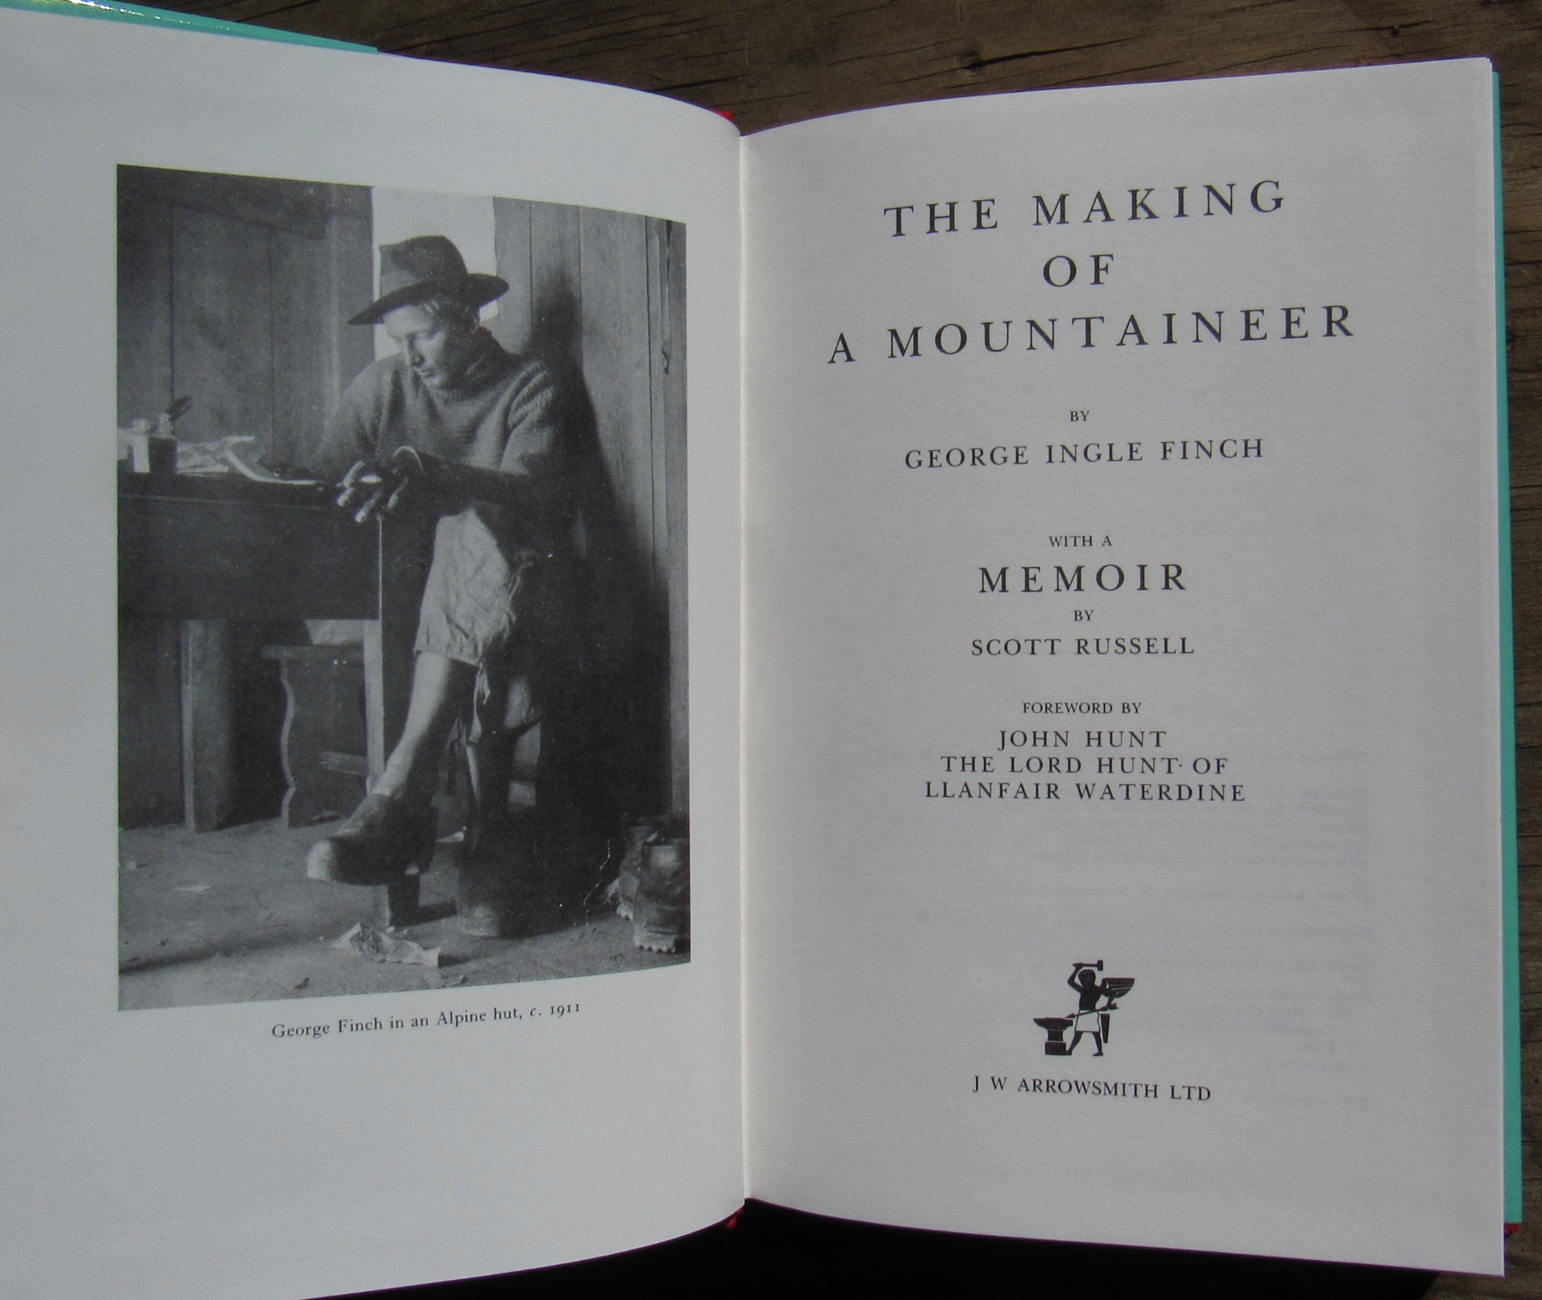 George Finch in an Alpine hut, c. 1911
THE MAKING
OF
A MOUNTAINEER
BY
GEORGE INGLE FINCH
WITH A
MEMOIR
BY
SCOTT RUSSELL
FOREWORD BY
JOHN HUNT
THE LORD HUNT OF
LLANFAIR WATERDINE
J W ARROWSMITH LTD